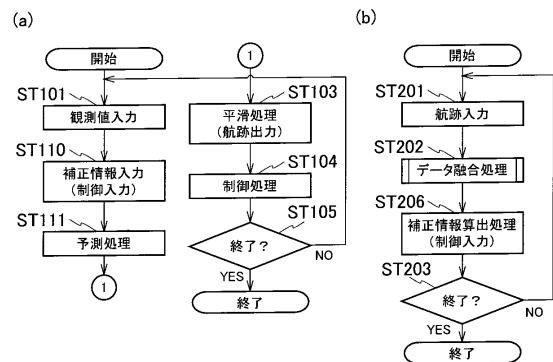 (a)
開始
ST101
観測値入力
ST110
補正情報入力
(制御入力)
ST111
予測処理
1
1
ST103
平滑処理
(航跡出力)
ST104
制御処理
ST105
終了?
NO
YES
終了
(b)
開始
ST201
航跡入力
ST202
データ融合処理
ST206
補正情報算出処理
(制御入力)
ST203
終了?
NO
YES
終了